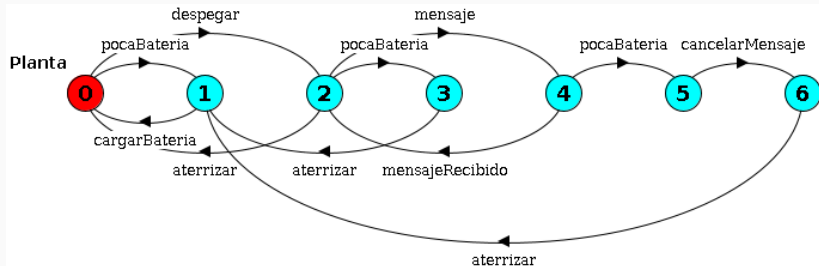 despegar
mensaje
pocaBateria
pocaBateria
pocaBateria
cancelarMensaje
Planta
0
1
2
3
4
5
6
cargarBateria
aterrizar
aterrizar
mensajeRecibido
aterrizar